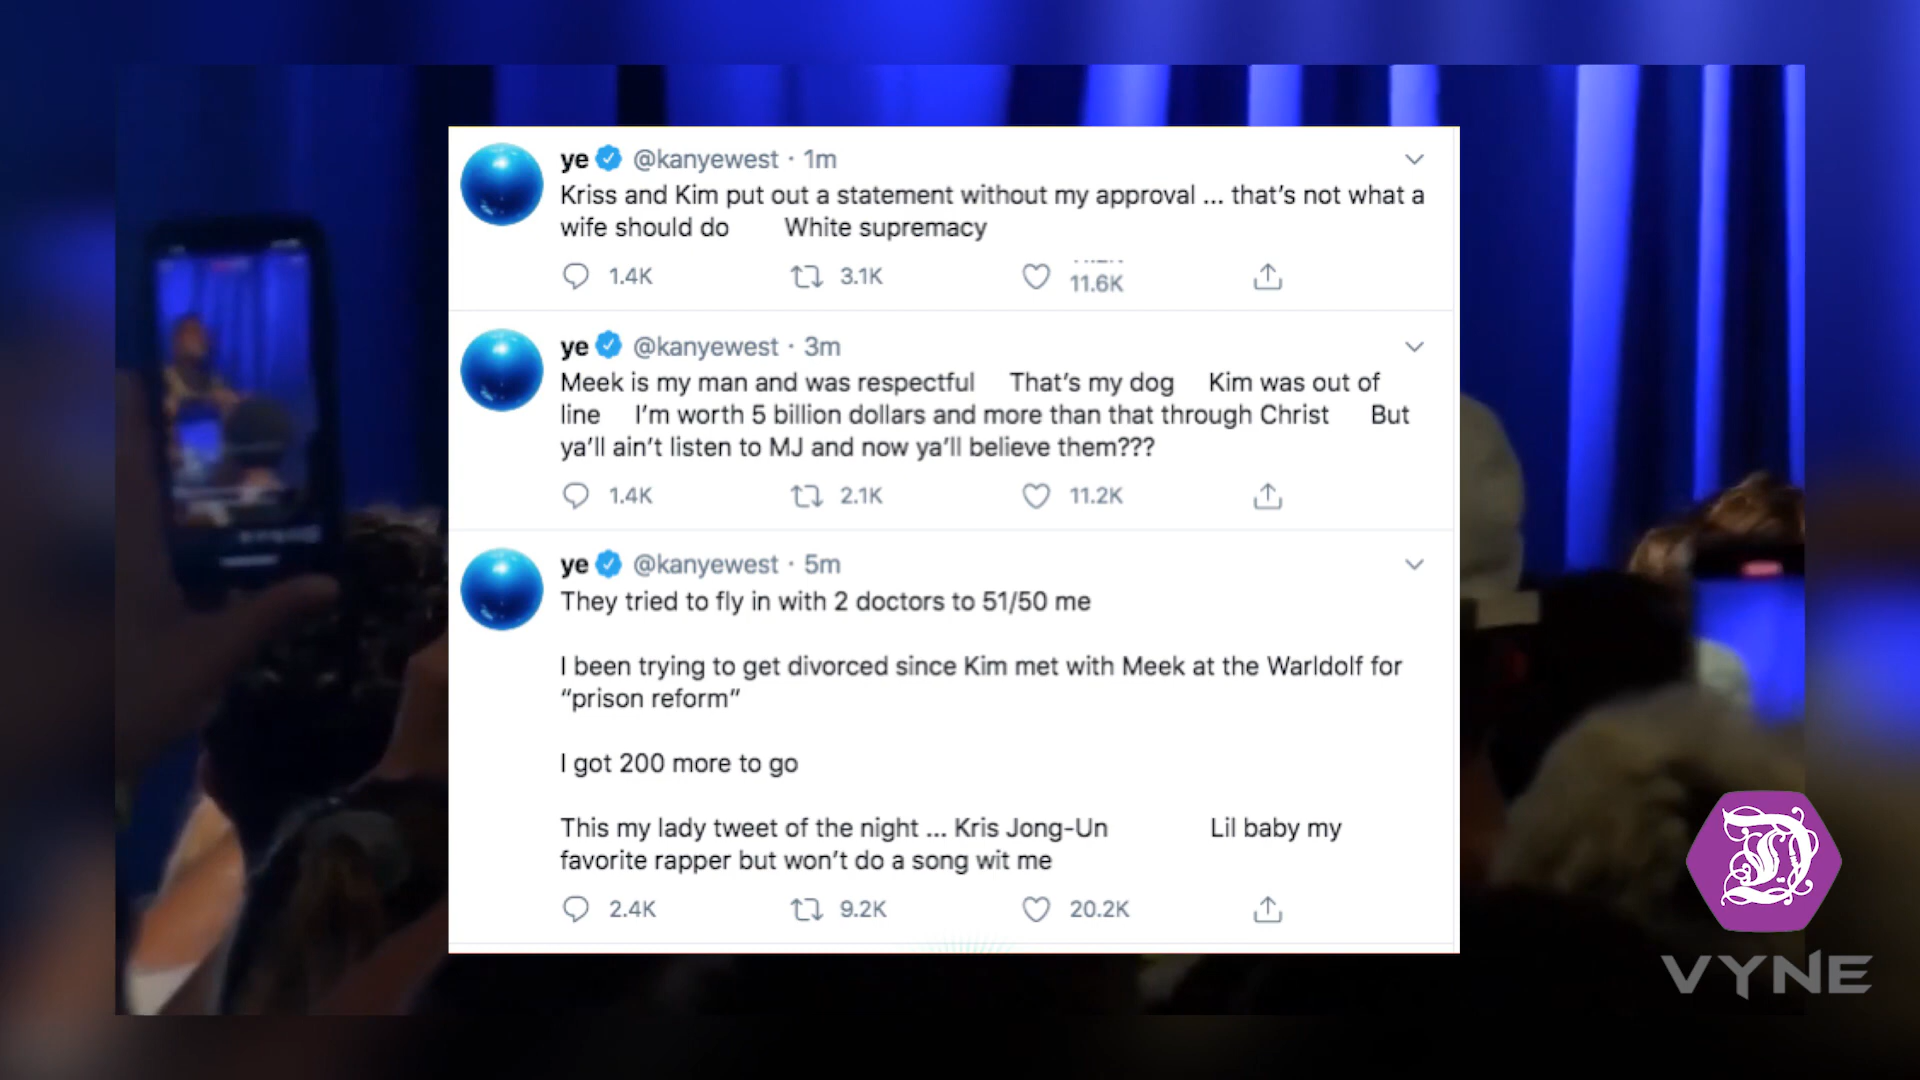 ye @kanyewest · 1m
Kriss and Kim put out a statement without my approval ... that's not what a
wife should do White supremacy
1.4K 3.1K 11.6K
ye @kanyewest · 3m
Meek is my man and was respectful That's my dog Kim was out of
line I'm worth 5 billion dollars and more than that through Christ But
ya'll ain't listen to MJ and now ya'll believe them???
1.4K 2.1K 11.2K
ye @kanyewest · 5m
They tried to fly in with 2 doctors to 51/50 me
I been trying to get divorced since Kim met with Meek at the Warldolf for
“prison reform”
I got 200 more to go
This my lady tweet of the night ... Kris Jong-Un Lil baby my
favorite rapper but won't do a song wit me
2.4K 9.2K 20.2K
D
VYNE